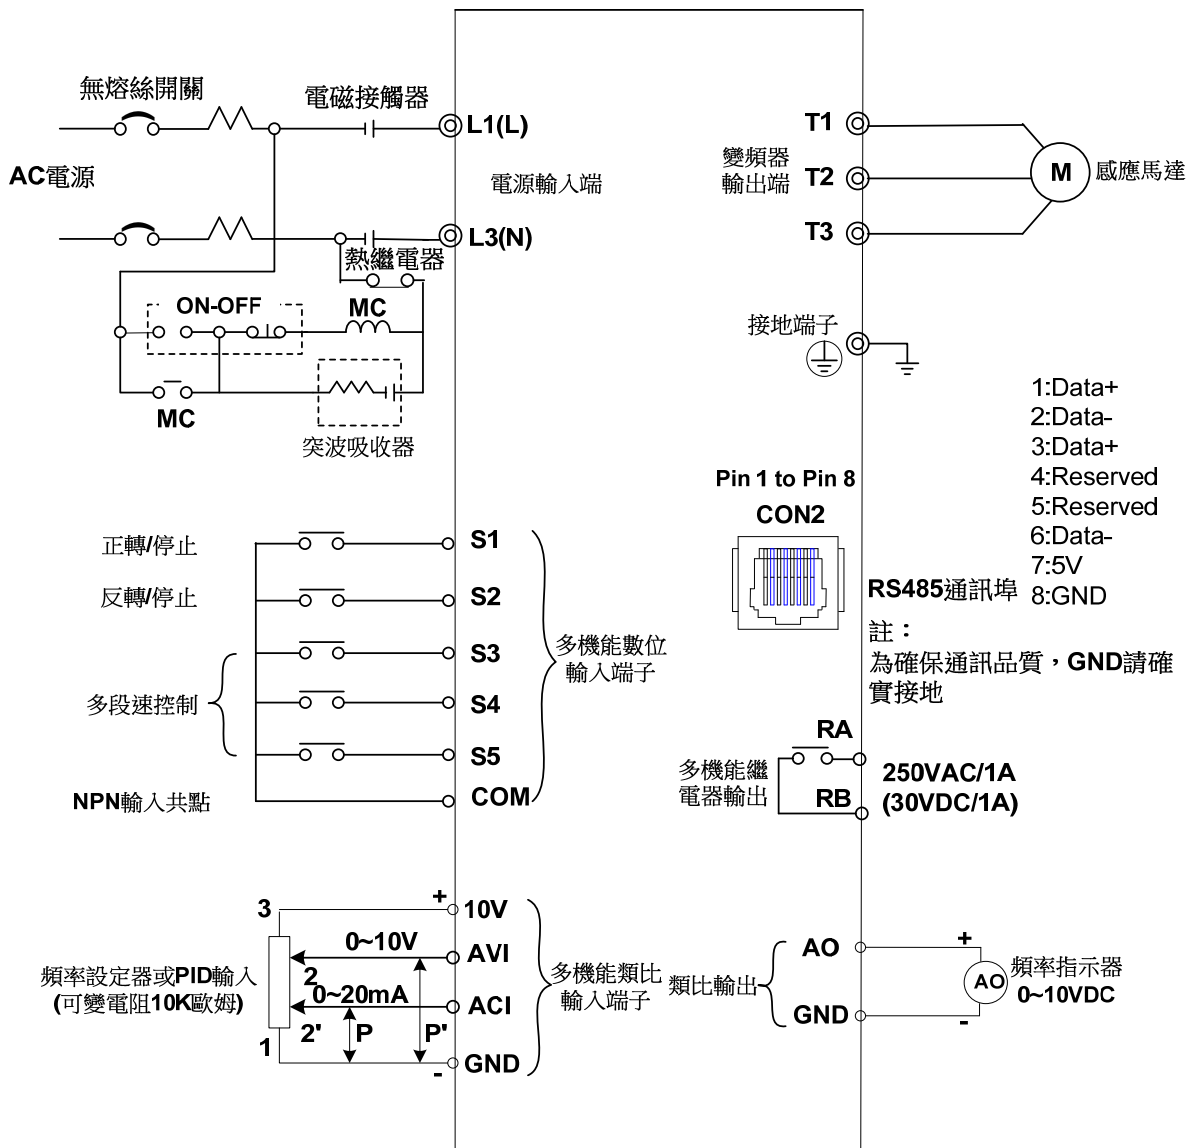 無熔絲開關
電磁接觸器
L1(L)
AC電源
電源輸入端
L3(N)
熱繼電器
ON-OFF
MC
MC
突波吸收器
T1
變頻器
輸出端
T2
T3
M
感應馬達
接地端子
1:Data+
2:Data-
3:Data+
4:Reserved
5:Reserved
6:Data-
7:5V
8:GND
Pin 1 to Pin 8
CON2
RS485通訊埠
註：
為確保通訊品質，GND請確
實接地
正轉/停止
S1
反轉/停止
S2
S3
多段速控制
S4
S5
NPN輸入共點
COM
多機能數位
輸入端子
RA
多機能繼
電器輸出
RB
250VAC/1A
(30VDC/1A)
3
+
10V
0~10V
AVI
2
頻率設定器或PID輸入
(可變電阻10K歐姆)
0~20mA
ACI
2'
P
P'
1
-
GND
多機能類比
輸入端子
類比輸出
AO
GND
+
AO
-
頻率指示器
0~10VDC